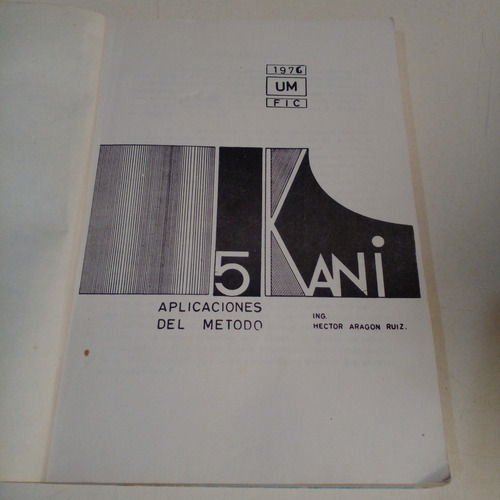 1976
UM
FIC
5 KANi
APLICACIONES
DEL METODO
ING.
HECTOR ARAGON RUIZ.